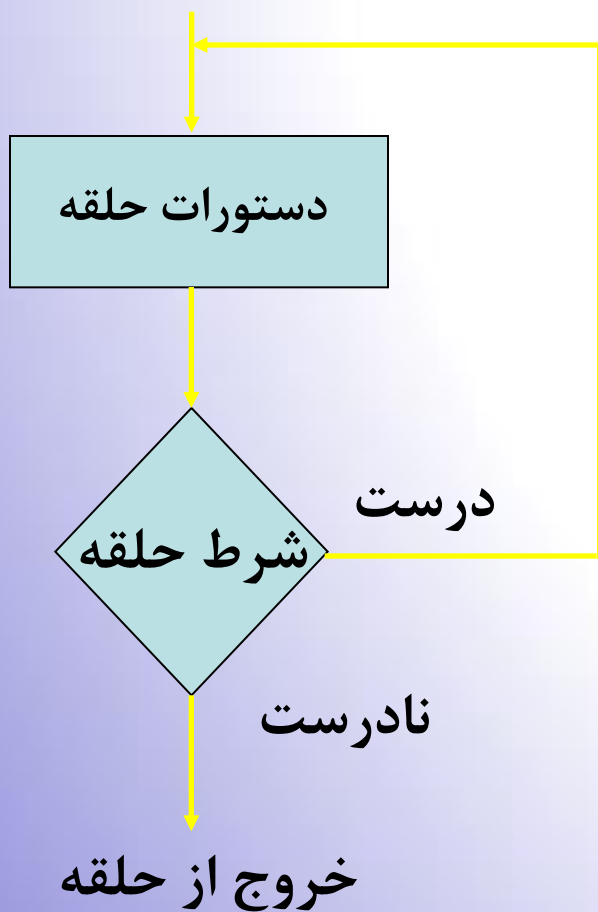 دستورات حلقه
درست
شرط حلقه
نادرست
خروج از حلقه